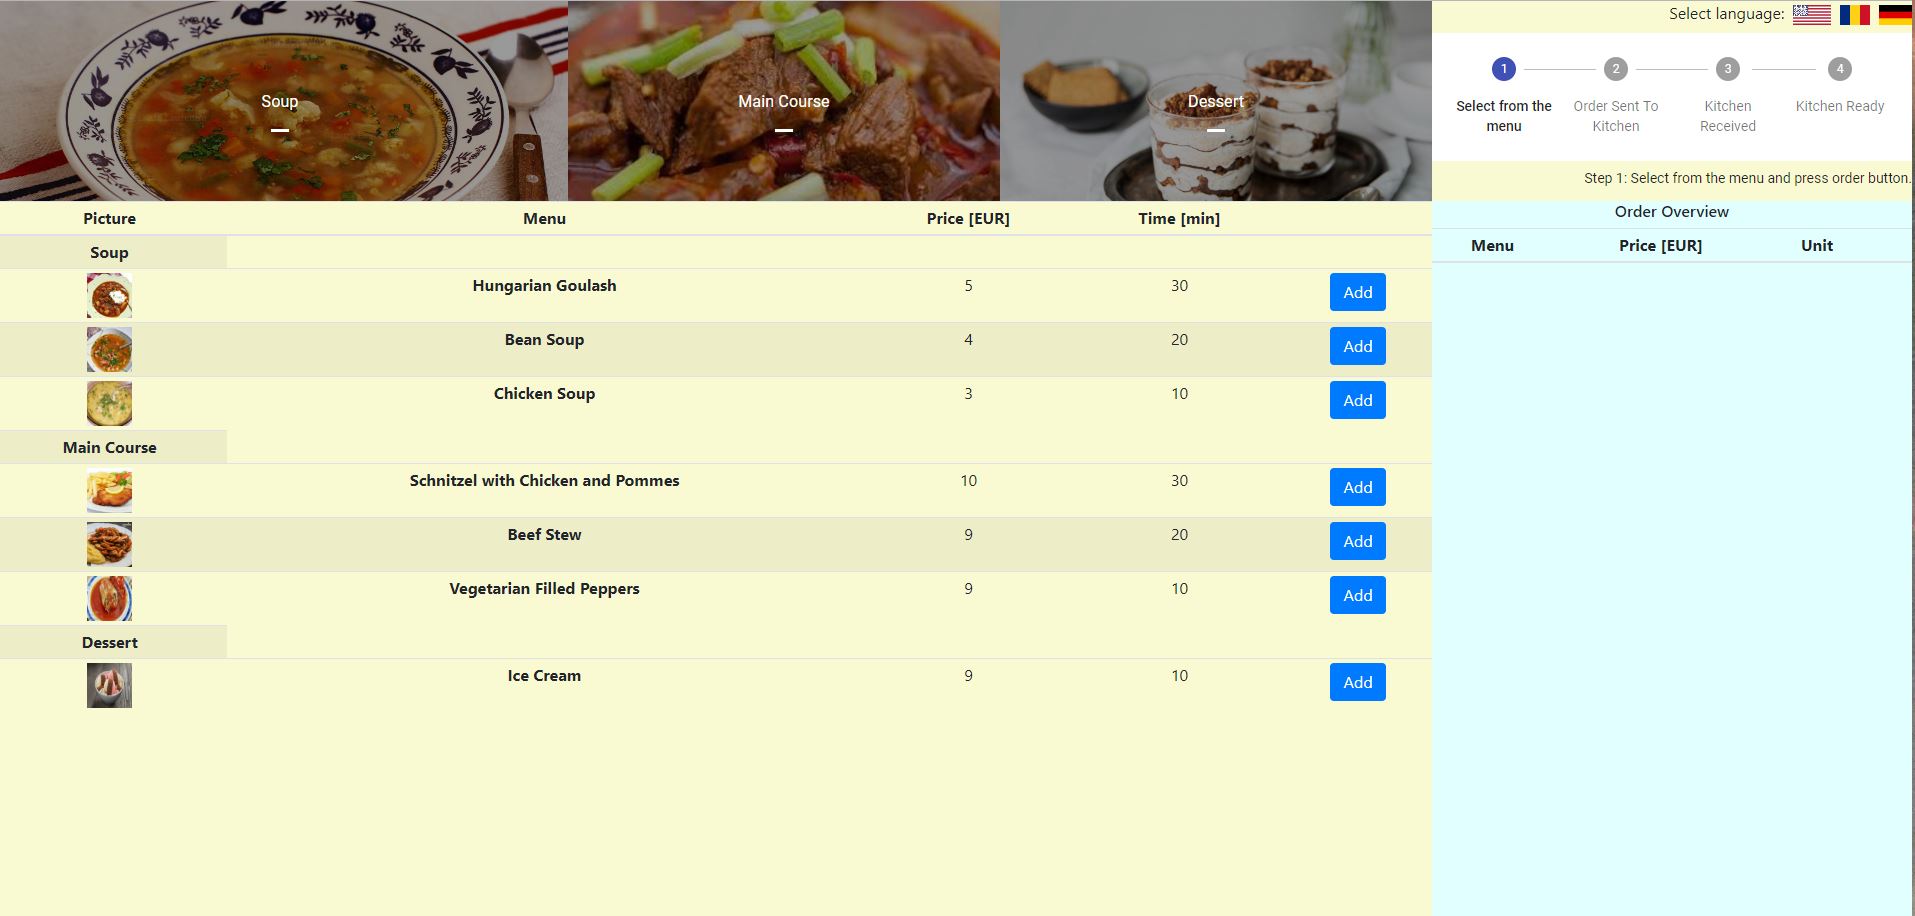 Soup
Main Course
Dessert
Select language:
1
2
3
4
Select from the
menu
Order Sent To
Kitchen
Kitchen
Received
Kitchen Ready
Step 1: Select from the menu and press order button.
Picture Menu Price [EUR] Time [min]
Soup
Hungarian Goulash 5 30 Add
Bean Soup 4 20 Add
Chicken Soup 3 10 Add
Main Course
Schnitzel with Chicken and Pommes 10 30 Add
Beef Stew 9 20 Add
Vegetarian Filled Peppers 9 10 Add
Dessert
Ice Cream 9 10 Add
Order Overview
Menu Price [EUR] Unit